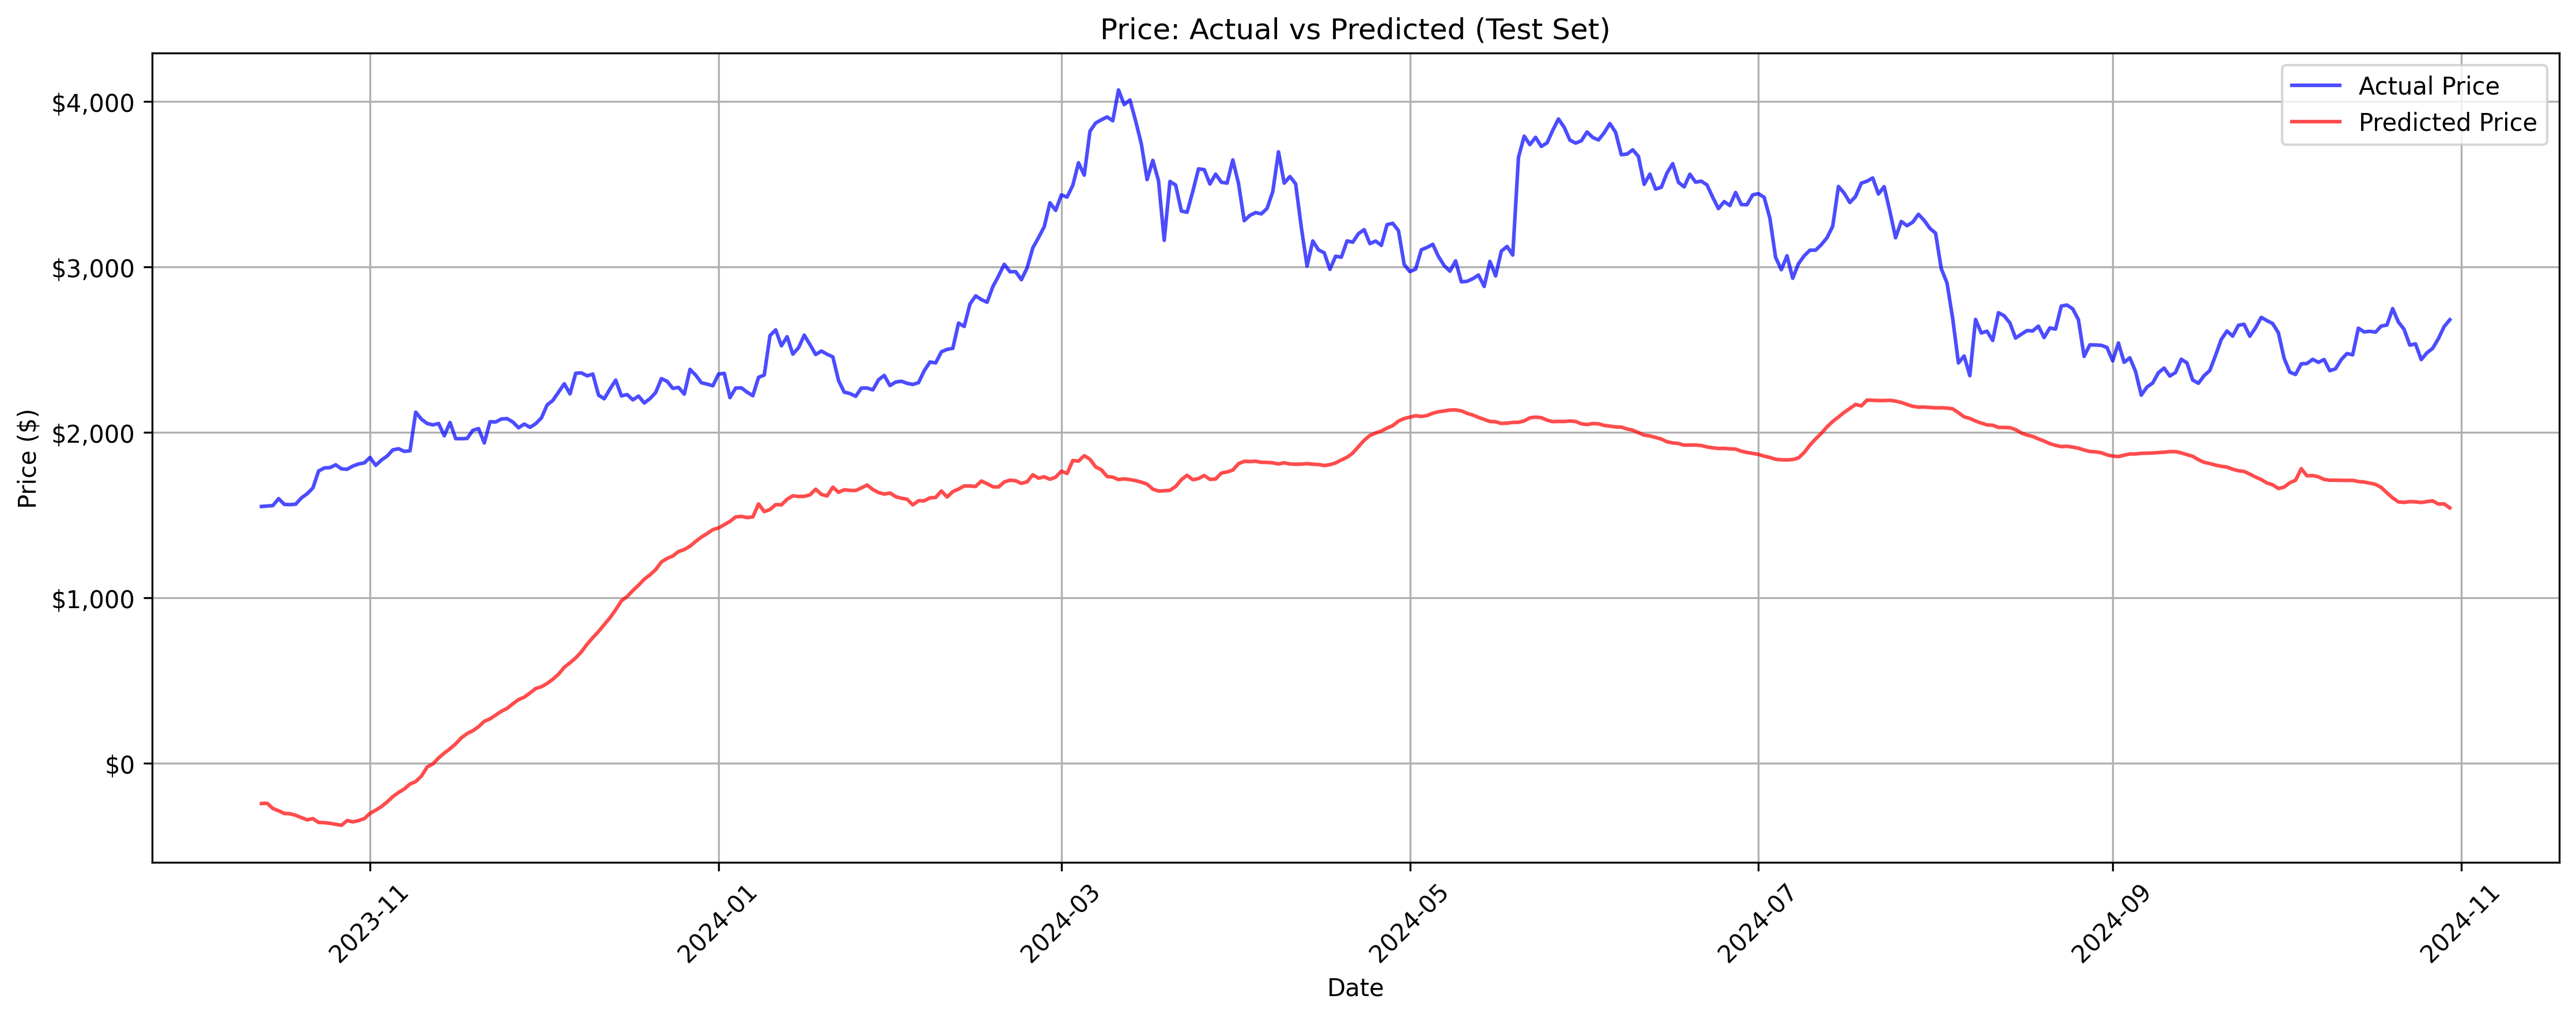 Price: Actual vs Predicted (Test Set)
Actual Price
Predicted Price
Price ($)
$4,000
$3,000
$2,000
$1,000
$0
2023-11
2024-01
2024-03
2024-05
2024-07
2024-09
2024-11
Date